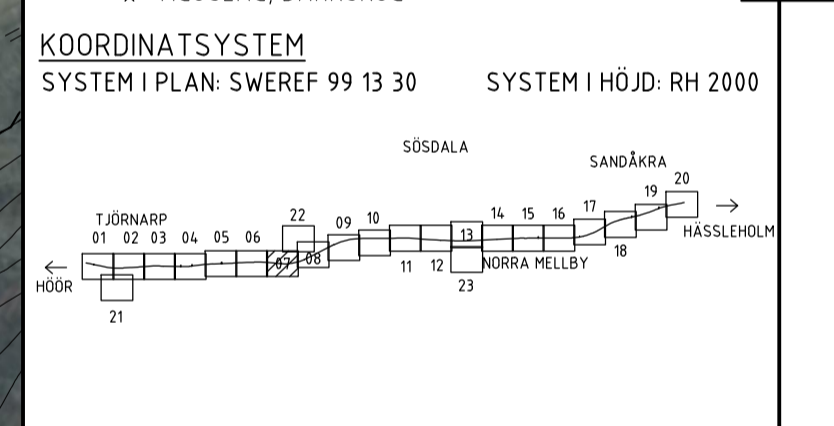 KOORDINATSYSTEM
SYSTEM I PLAN: SWEREF 99 13 30 SYSTEM I HÖJD: RH 2000
SÖSDALA
SANDÅKRA
TJÖRNARP
01 02 03 04 05 06 07 08 09 10 11 12 13 14 15 16 17 18 19 20
21
22
23
NORRA MELLBY
HÄSSLEHOLM
HÖÖR